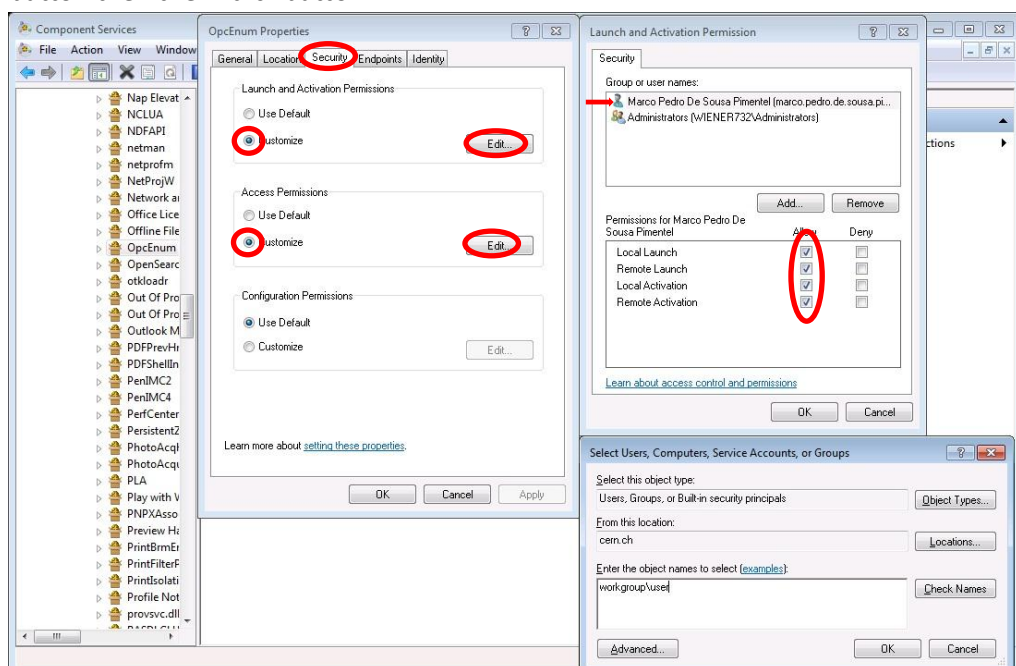 Component Services
File Action View Window
Nap Elevat
NCLUA
NDFAPI
netman
netprofm
NetProjW
Network
Office Lice
Offline File
OpcEnum
OpenSearc
otkloadr
Out Of Pro
Out Of Pro
Outlook M
PDFPrevHr
PDFShellIn
PenIMC2
PenIMC4
PerfCenter
PersistentZ
PhotoAcqH
PhotoAcqu
PLA
Play with
PNPXAsso
Preview Ha
PrintBrmEr
PrintFilterP
PrintIsolati
Profile Not
provsvc.dll
OpcEnum Properties
General Location Security Endpoints Identity
Launch and Activation Permissions
Use Default
Customize Edit...
Access Permissions
Use Default
Customize Edit...
Configuration Permissions
Use Default
Customize Edit...
Learn more about setting these properties.
OK Cancel Apply
Launch and Activation Permission
Security
Group or user names:
Marco Pedro De Sousa Pimentel (marco.pedro.de.sousa.pi...
Administrators (WIENER732\Administrators)
Add... Remove
Permissions for Marco Pedro De
Sousa Pimentel Allow Deny
Local Launch
Remote Launch
Local Activation
Remote Activation
Learn about access control and permissions
OK Cancel
ctions
Select Users, Computers, Service Accounts, or Groups
Select this object type:
Users, Groups, or Built-in security principals Object Types...
From this location:
cern.ch Locations...
Enter the object names to select (examples):
workgroup\user Check Names
Advanced... OK Cancel